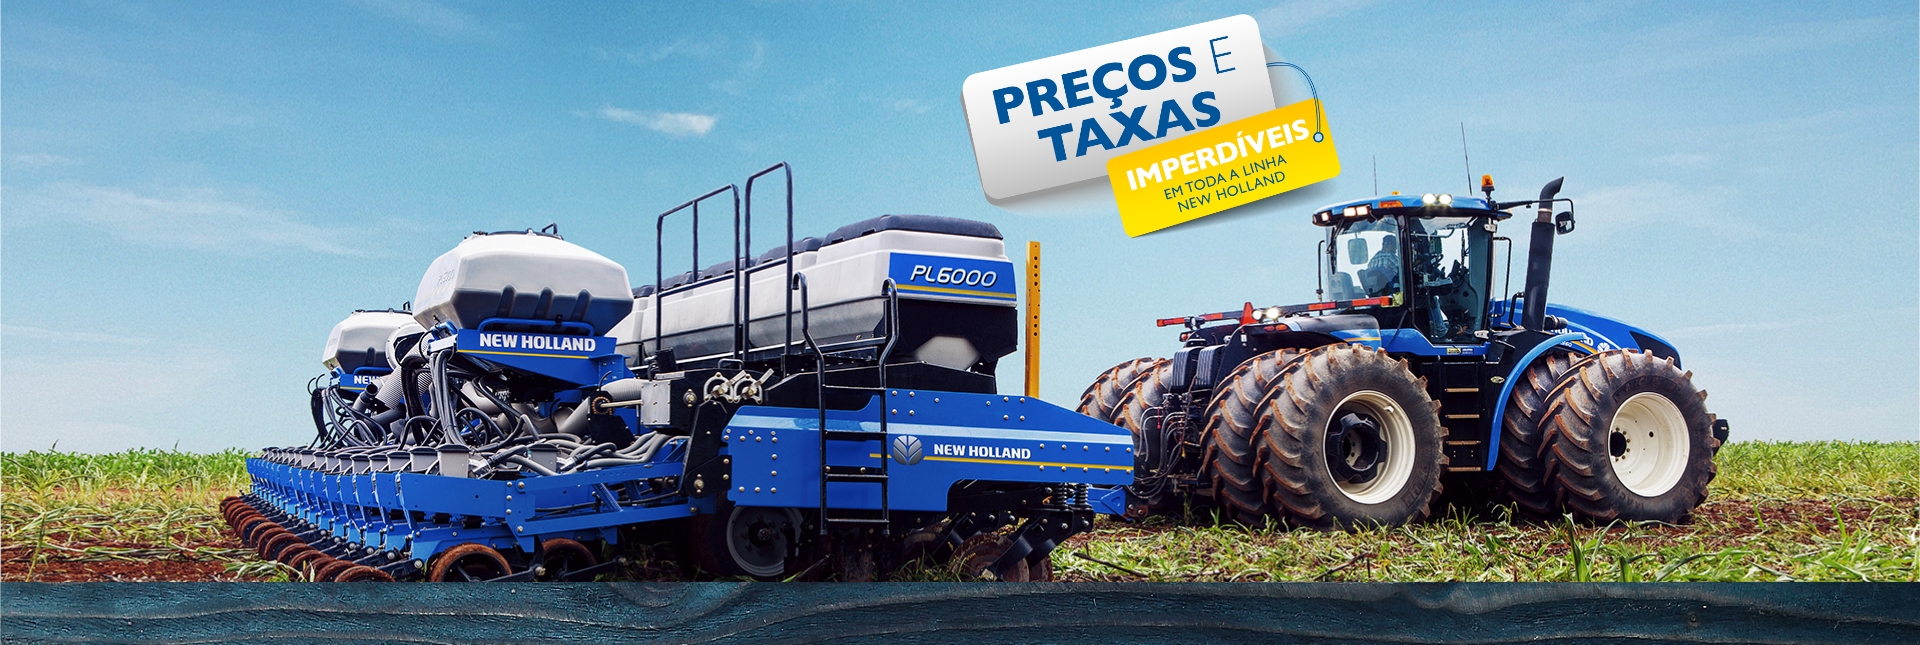 PREÇOS E
TAXAS
IMPERDÍVEIS
EM TODA A LINHA
NEW HOLLAND
PL6000
NEW HOLLAND
NEW HOLLAND